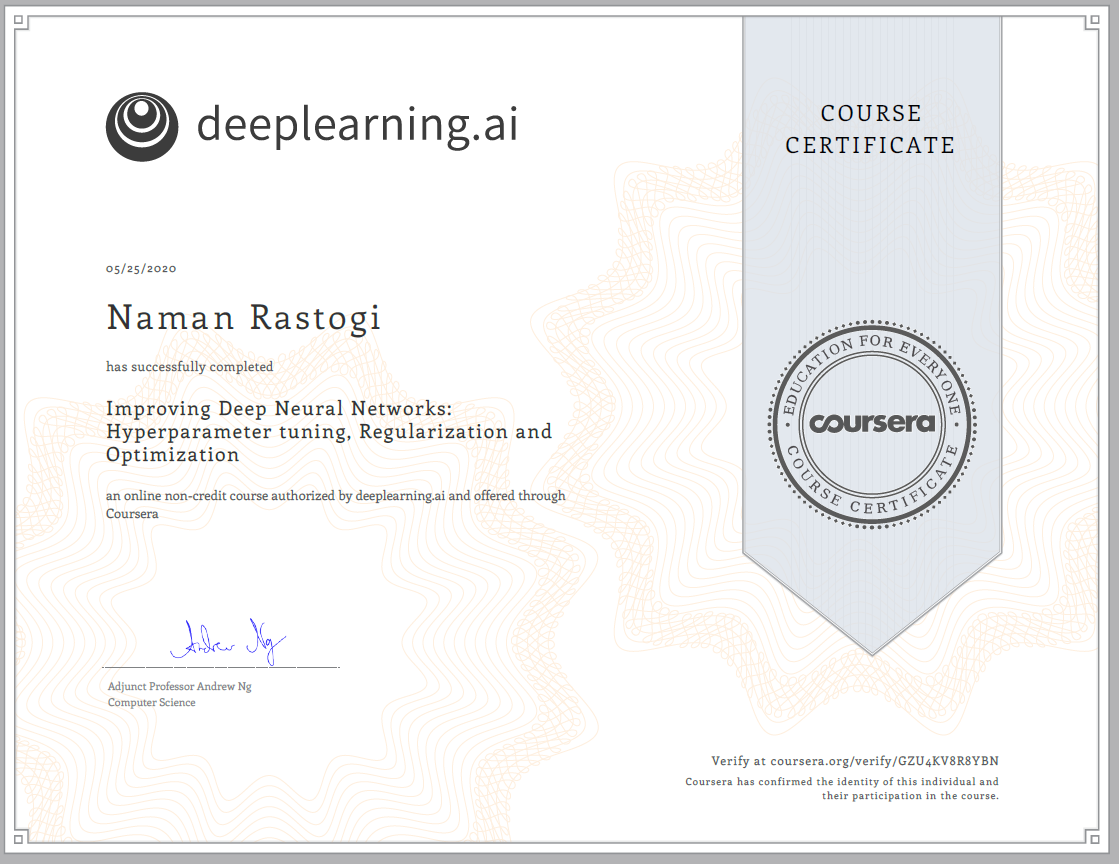 deeplearning.ai
COURSE
CERTIFICATE
05/25/2020
Naman Rastogi
has successfully completed
Improving Deep Neural Networks:
Hyperparameter tuning, Regularization and
Optimization
an online non-credit course authorized by deeplearning.ai and offered through
Coursera
EDUCATION FOR EVERYONE
coursera
COURSE CERTIFICATE
Andrew Ng
Adjunct Professor Andrew Ng
Computer Science
Verify at coursera.org/verify/GZU4KV8R8YBN
Coursera has confirmed the identity of this individual and
their participation in the course.